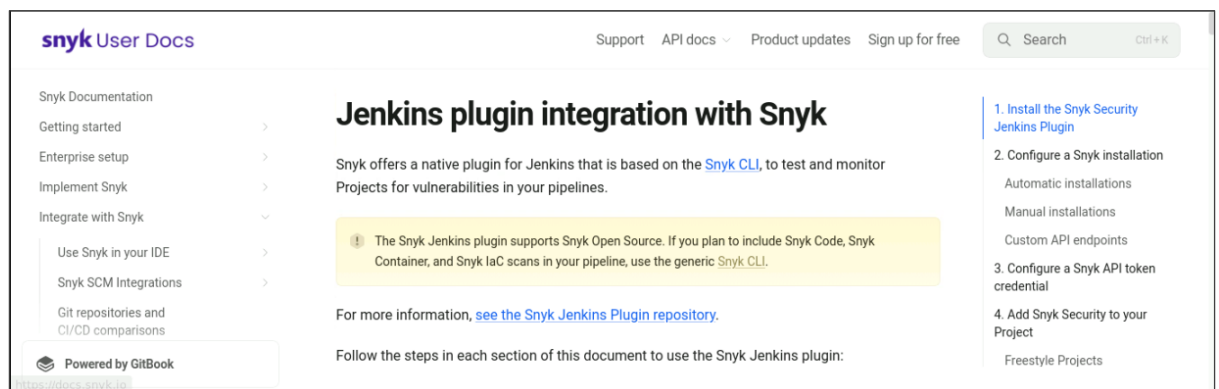 snyk User Docs
Support
API docs
Product updates
Sign up for free
Search
Ctrl+K
Snyk Documentation
Getting started
Enterprise setup
Implement Snyk
Integrate with Snyk
Use Snyk in your IDE
Snyk SCM Integrations
Git repositories and
CI/CD comparisons
Powered by GitBook
https://docs.snyk.io
Jenkins plugin integration with Snyk
Snyk offers a native plugin for Jenkins that is based on the Snyk CLI, to test and monitor
Projects for vulnerabilities in your pipelines.
The Snyk Jenkins plugin supports Snyk Open Source. If you plan to include Snyk Code, Snyk
Container, and Snyk IaC scans in your pipeline, use the generic Snyk CLI.
For more information, see the Snyk Jenkins Plugin repository.
Follow the steps in each section of this document to use the Snyk Jenkins plugin:
1. Install the Snyk Security
Jenkins Plugin
2. Configure a Snyk installation
Automatic installations
Manual installations
Custom API endpoints
3. Configure a Snyk API token
credential
4. Add Snyk Security to your
Project
Freestyle Projects